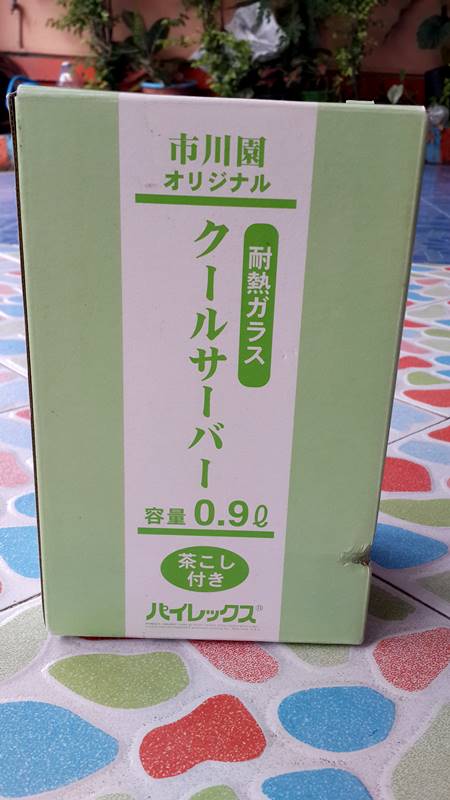 市川園
オリジナル
耐熱ガラス
クールサーバー
容量 0.9ℓ
茶こし
付き
パイレックス®